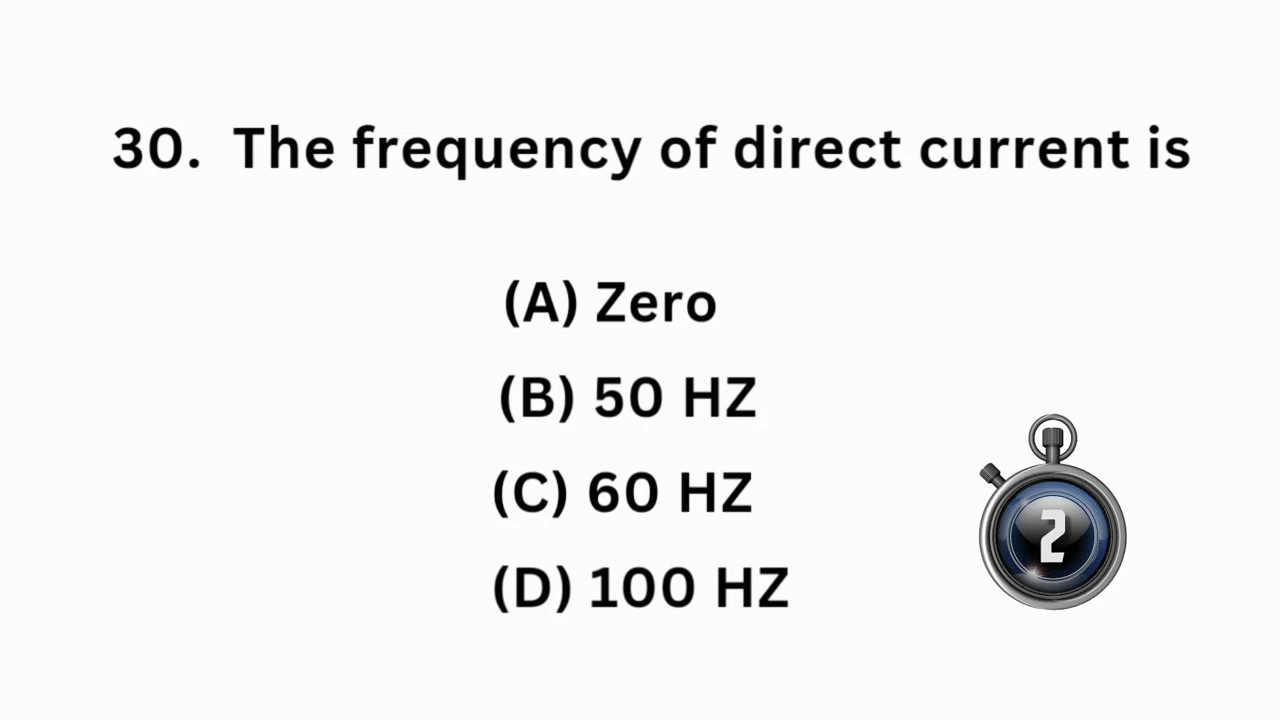 30. The frequency of direct current is
(A) Zero
(B) 50 HZ
(C) 60 HZ
(D) 100 HZ
2